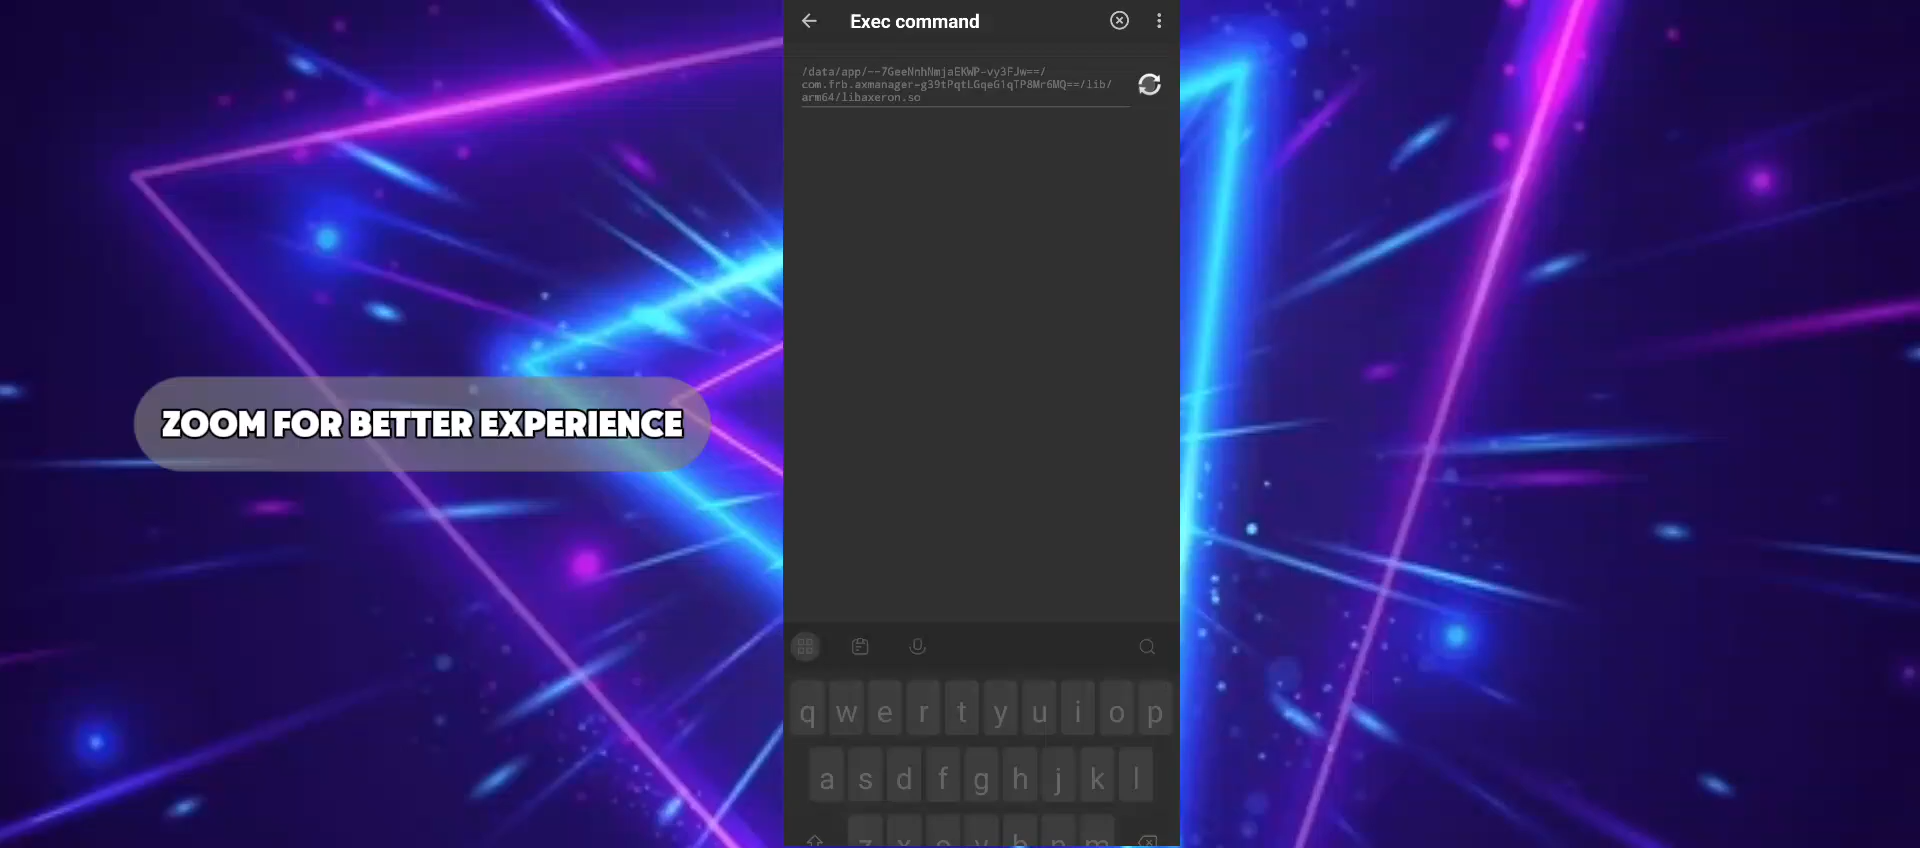 Exec command
/data/app/~~7GeeNnhNmjaEKWP-vy3FJw==/
com.frb.axmanager-g39tPqtLGqeG1qTP8Mr6MQ==/lib/
arm64/libaxeron.so
ZOOM FOR BETTER EXPERIENCE
q w e r t y u i o p
a s d f g h j k l
z x c v b n m